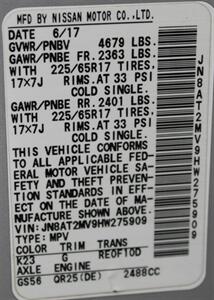 MFD BY NISSAN MOTOR CO.,LTD.
DATE 6/17
GVWR/PNBV 4679 LBS.
GAWR/PNBE FR. 2363 LBS.
WITH 225/65R17 TIRES,
17×7J RIMS,AT 33 PSI
COLD SINGLE.
GAWR/PNBE RR. 2401 LBS.
WITH 225/65R17 TIRES,
17×7J RIMS,AT 33 PSI
COLD SINGLE.
THIS VEHICLE CONFORMS
TO ALL APPLICABLE FED-
ERAL MOTOR VEHICLE SA-
FETY AND THEFT PREVEN-
TION STANDARDS IN EFF-
ECT ON THE DATE OF MA-
NUFACTURE SHOWN ABOVE.
VIN:JN8AT2MV9HW275909
TYPE: MPV
COLOR TRIM TRANS
K23 G RE0F10D
AXLE ENGINE
GS56 QR25(DE) 2488CC
JN8AT2MV9HW275909